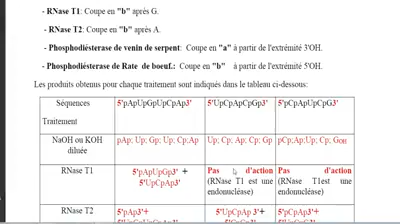 - RNase T1: Coupe en "b" après G.
- RNase T2: Coupe en "b" après A.
- Phosphodiésterase de venin de serpent: Coupe en "a" à partir de l'extrémité 3'OH.
- Phosphodiésterase de Rate de boeuf.: Coupe en "b" à partir de l'extrémité 5'OH.
Les produits obtenus pour chaque traitement sont indiqués dans le tableau ci-dessous:
Séquences 5'pApUpGpUpCpAp3' 5'UpCpApCpGp3' 5'pCpApUpCpG3'
Traitement
NaOH ou KOH diluée pAp; Up; Gp; Up; Cp;Ap Up; Cp; Ap; Cp; Gp pCp;Ap;Up; Cp; GOH
RNase T1 5'pApUpGp3' + 5'UpCpAp3' Pas d'action (RNase T1 est une endounucléase) Pas d'action (RNase T1est une endounucléase)
RNase T2 5'pAp3'+ 5'UpCpAp 3'+ 5'pCpAp3'+